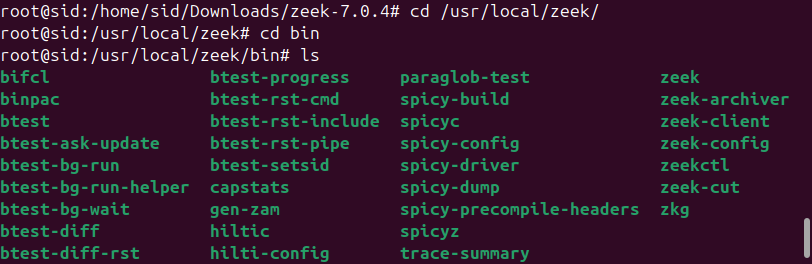 root@sid:/home/sid/Downloads/zeek-7.0.4# cd /usr/local/zeek/
root@sid:/usr/local/zeek# cd bin
root@sid:/usr/local/zeek/bin# ls
bifcl btest-progress paraglob-test zeek
binpac btest-rst-cmd spicy-build zeek-archiver
btest btest-rst-include spicyc zeek-client
btest-ask-update btest-rst-pipe spicy-config zeek-config
btest-bg-run btest-setsid spicy-driver zeekctl
btest-bg-run-helper capstats spicy-dump zeek-cut
btest-bg-wait gen-zam spicy-precompile-headers zkg
btest-diff hiltic spicyz
btest-diff-rst hilti-config trace-summary